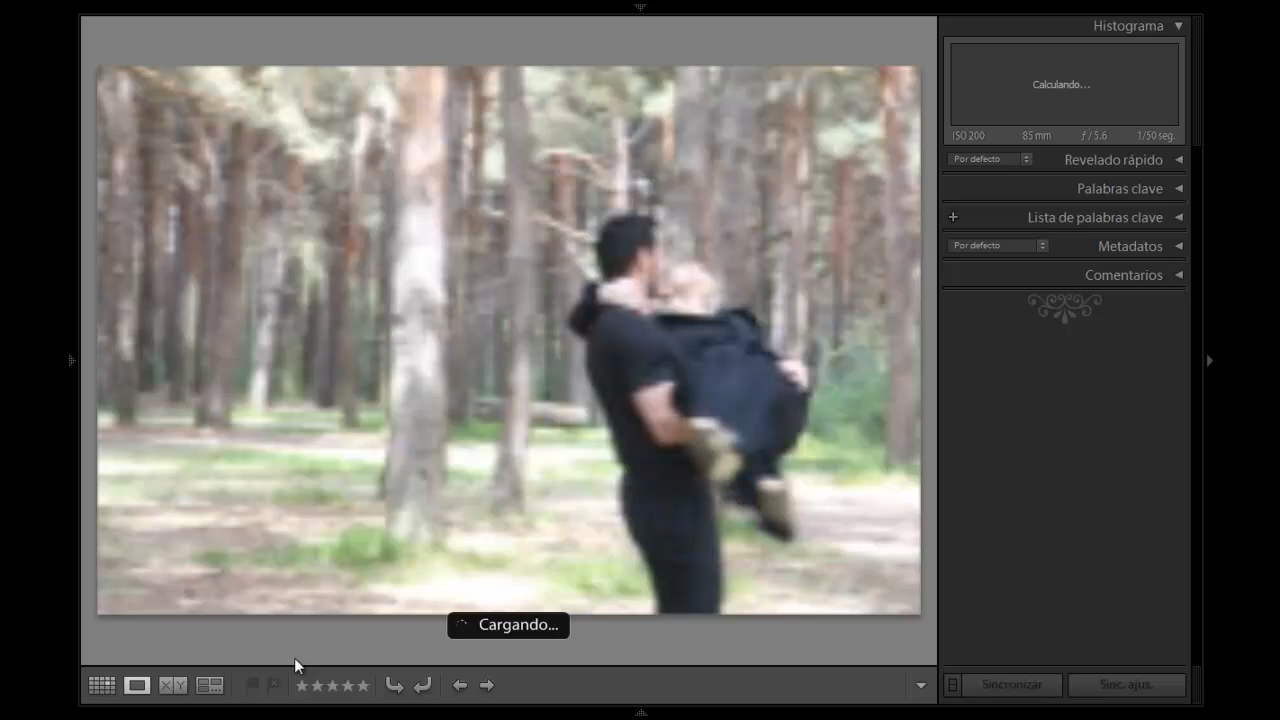 Histograma
Calculando...
ISO 200 85 mm ƒ / 5.6 1/50 seg.
Por defecto Revelado rápido
Palabras clave
+ Lista de palabras clave
Por defecto Metadatos
Comentarios
Cargando...
X Y
Sincronizar Sinc. ajus.